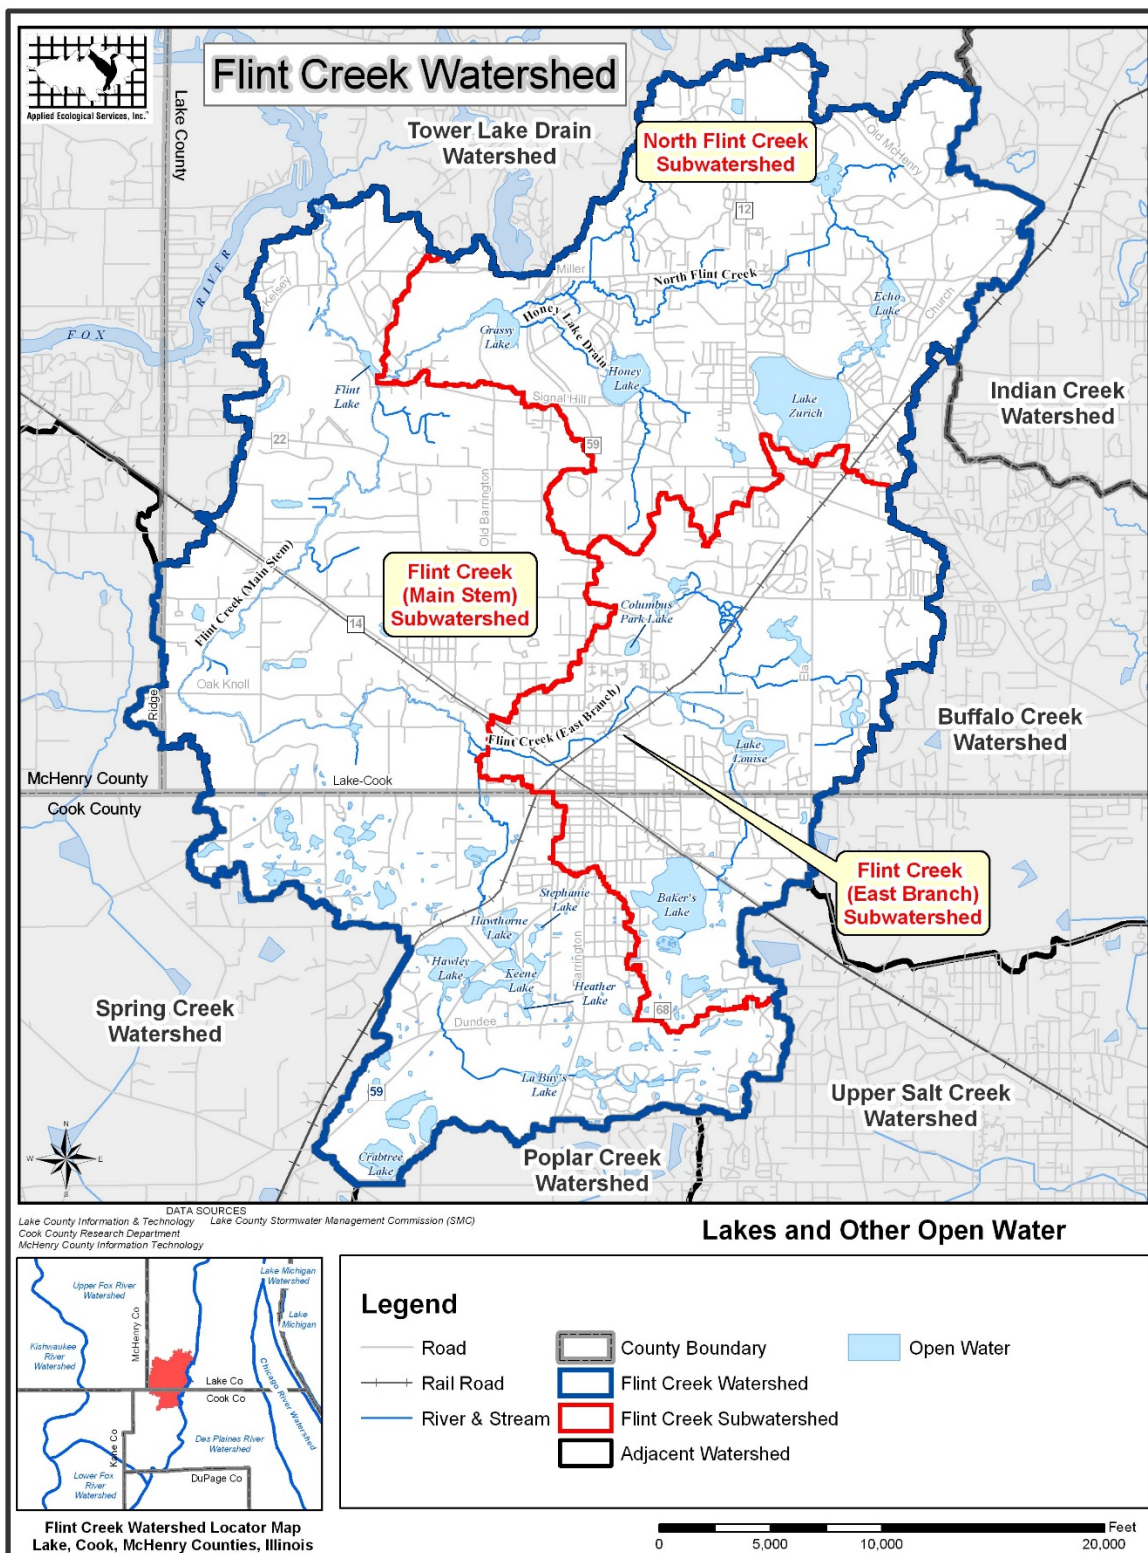 Applied Ecological Services, Inc.™
Flint Creek Watershed
Lake County
Tower Lake Drain
Watershed
North Flint Creek
Subwatershed
Old McHenry
12
FOX
RIVER
Kelsey
Miller
North Flint Creek
Honey Lake Drain
Grassy
Lake
Echo
Lake
Church
Flint
Lake
Honey
Lake
Lake
Zurich
Signal Hill
Indian Creek
Watershed
22
59
Old Barrington
Flint Creek (Main Stem)
Flint Creek
(Main Stem)
Subwatershed
Columbus
Park Lake
14
Oak Knoll
Ridge
Ela
Flint Creek (East Branch)
Lake
Louise
Buffalo Creek
Watershed
McHenry County
Cook County
Lake-Cook
Flint Creek
(East Branch)
Subwatershed
Stephanie
Lake
Baker's
Lake
Hawthorne
Lake
Hawley
Lake
Keene
Lake
Heather
Lake
Dundee
68
Spring Creek
Watershed
59
La Buy's
Lake
Upper Salt Creek
Watershed
Crabtree
Lake
Poplar Creek
Watershed
N
W
E
S
DATA SOURCES
Lake County Information & Technology
Lake County Stormwater Management Commission (SMC)
Cook County Research Department
McHenry County Information Technology
Lakes and Other Open Water
Upper Fox River
Watershed
McHenry Co
Lake Michigan
Watershed
Lake
Michigan
Kishwaukee
River
Watershed
Lake Co
Cook Co
Chicago River Watershed
Kane Co
Des Plaines River
Watershed
Lower Fox
River
Watershed
DuPage Co
Flint Creek Watershed Locator Map
Lake, Cook, McHenry Counties, Illinois
Legend
Road
County Boundary
Open Water
Rail Road
Flint Creek Watershed
River & Stream
Flint Creek Subwatershed
Adjacent Watershed
Feet
0
5,000
10,000
20,000